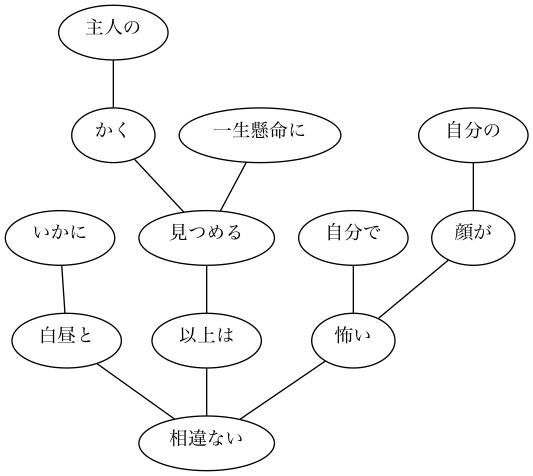 主人の
かく
一生懸命に
自分の
いかに
見つめる
自分で
顔が
白昼と
以上は
怖い
相違ない